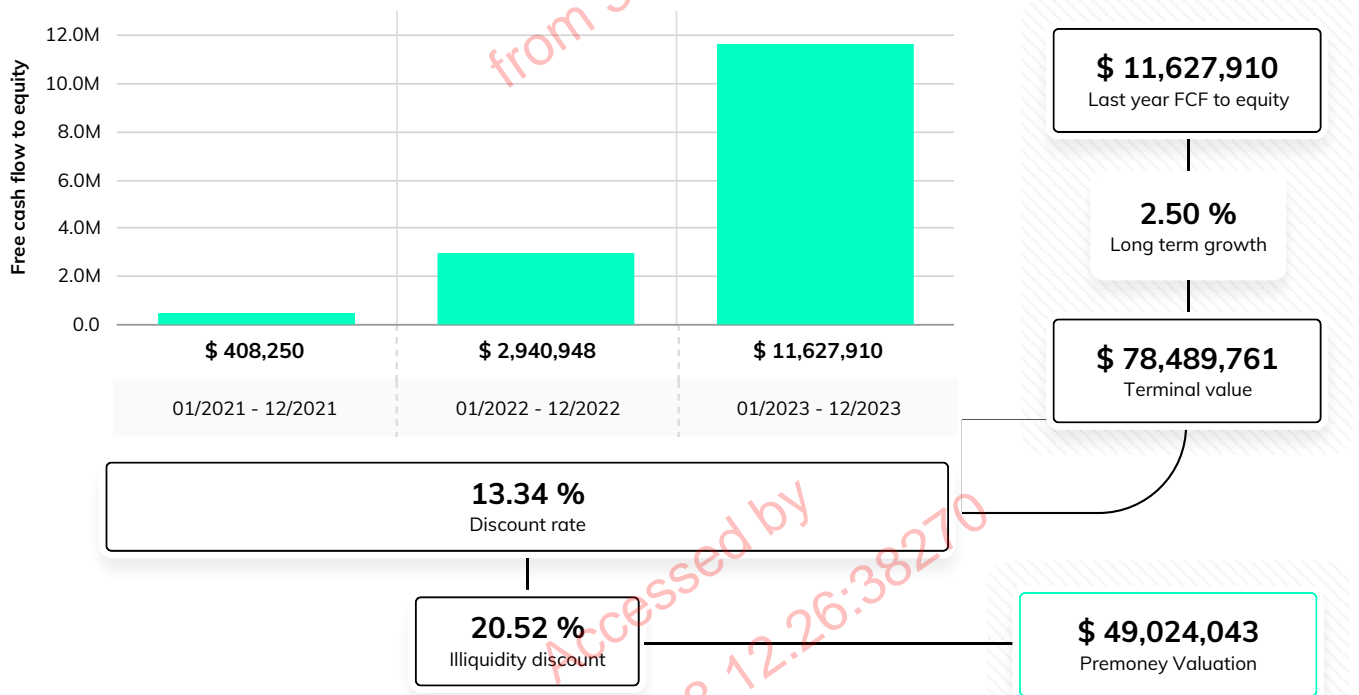 Free cash flow to equity
12.0M
10.0M
8.0M
6.0M
4.0M
2.0M
0.0
$ 408,250
$ 2,940,948
$ 11,627,910
01/2021 - 12/2021
01/2022 - 12/2022
01/2023 - 12/2023
$ 11,627,910
Last year FCF to equity
2.50 %
Long term growth
$ 78,489,761
Terminal value
13.34 %
Discount rate
20.52 %
Illiquidity discount
$ 49,024,043
Premoney Valuation
from
Accessed by
12.26:38270